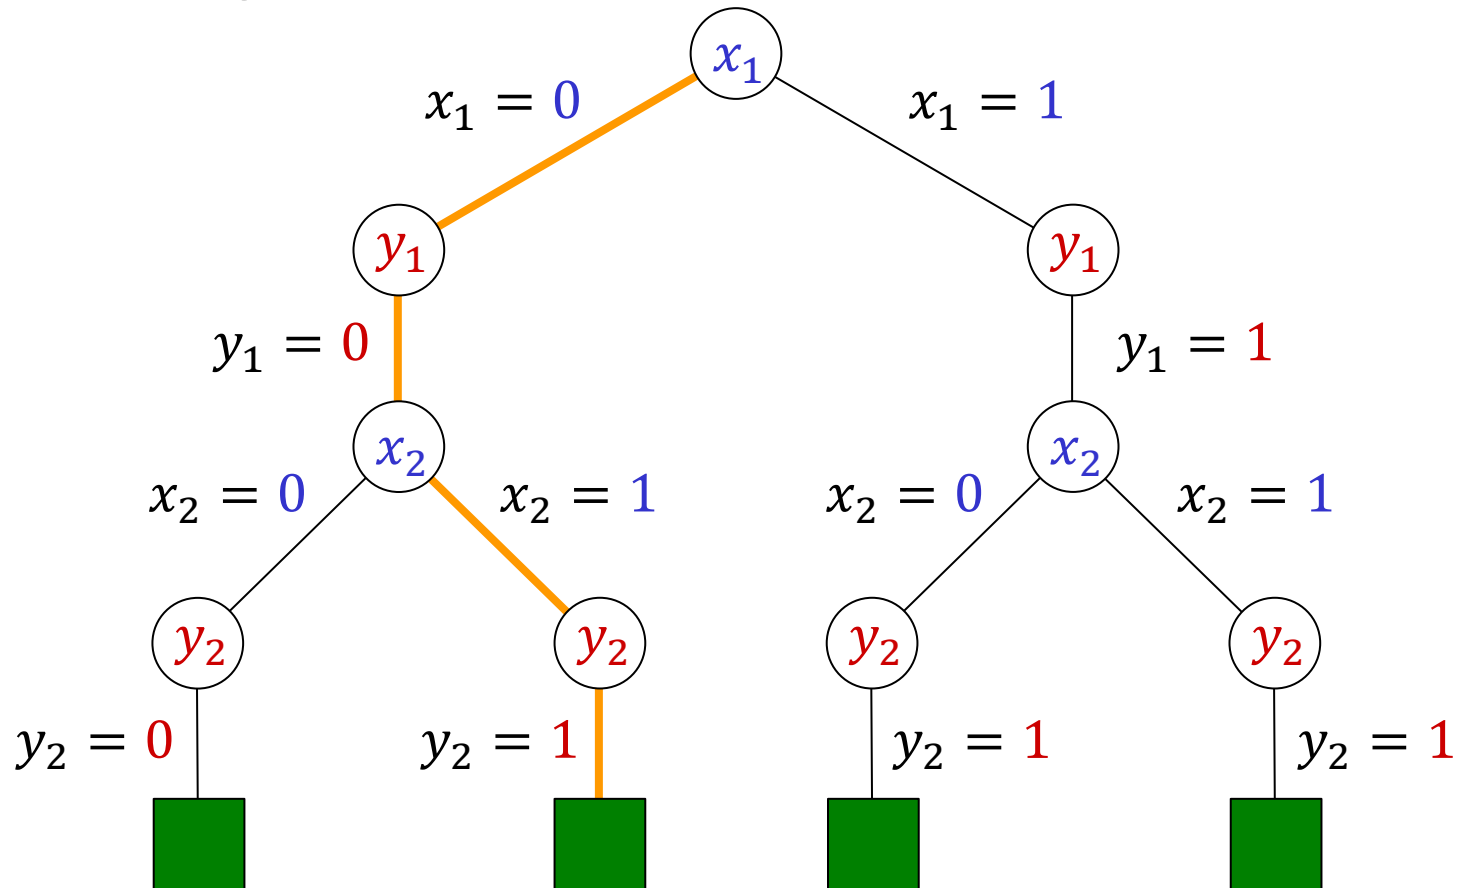 x₁
x₁ = 0 x₁ = 1
y₁ y₁
y₁ = 0 y₁ = 1
x₂ x₂
x₂ = 0 x₂ = 1 x₂ = 0 x₂ = 1
y₂ y₂ y₂ y₂
y₂ = 0 y₂ = 1 y₂ = 1 y₂ = 1